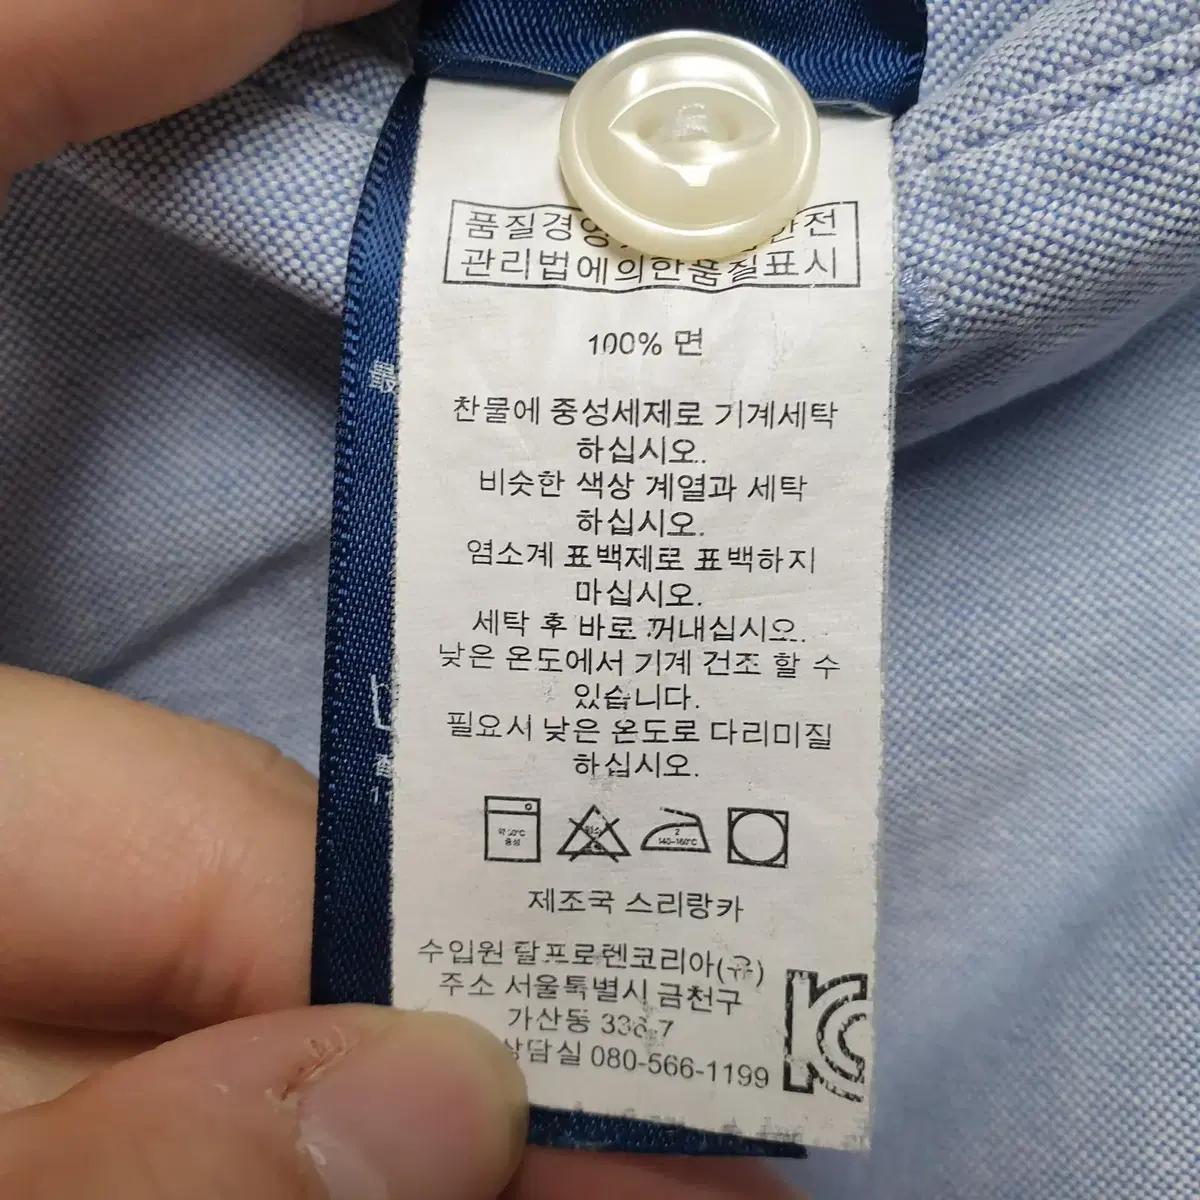 품질경영 안전
관리법에의한품질표시
100% 면
찬물에 중성세제로 기계세탁
하십시오.
비슷한 색상 계열과 세탁
하십시오.
염소계 표백제로 표백하지
마십시오.
세탁 후 바로 꺼내십시오.
낮은 온도에서 기계 건조 할 수
있습니다.
필요시 낮은 온도로 다리미질
하십시오.
중성
2
140~160°C
제조국 스리랑카
수입원 랄프로렌코리아(유)
주소 서울특별시 금천구
가산동
상담실 080-566-1199